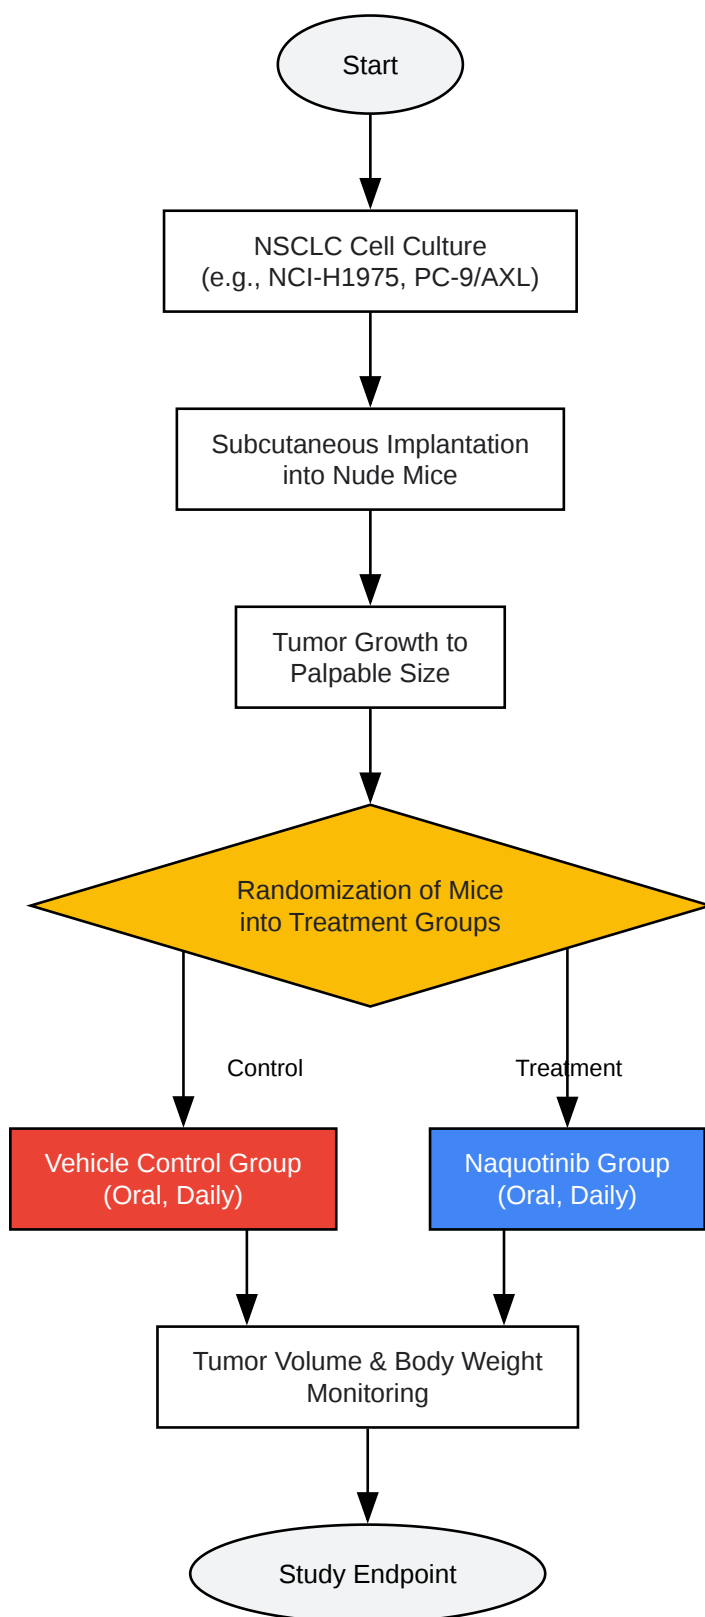 Start
NSCLC Cell Culture
(e.g., NCI-H1975, PC-9/AXL)
Subcutaneous Implantation
into Nude Mice
Tumor Growth to
Palpable Size
Randomization of Mice
into Treatment Groups
Control
Treatment
Vehicle Control Group
(Oral, Daily)
Naquotinib Group
(Oral, Daily)
Tumor Volume & Body Weight
Monitoring
Study Endpoint